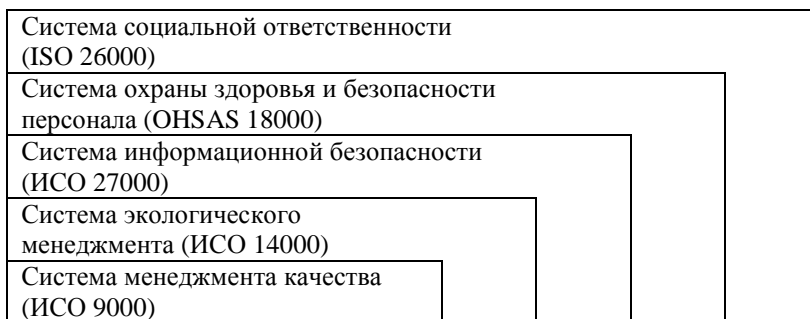 Система социальной ответственности
(ISO 26000)
Система охраны здоровья и безопасности
персонала (OHSAS 18000)
Система информационной безопасности
(ИСО 27000)
Система экологического
менеджмента (ИСО 14000)
Система менеджмента качества
(ИСО 9000)